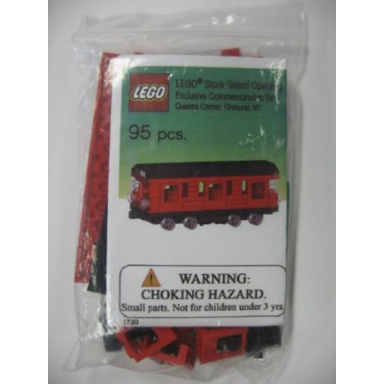 LEGO
LEGO® Store Grand Opening
Exclusive Commemorative Set
Queens Center, Elmhurst, NY
95 pcs.
WARNING:
CHOKING HAZARD.
Small parts. Not for children under 3 yrs.